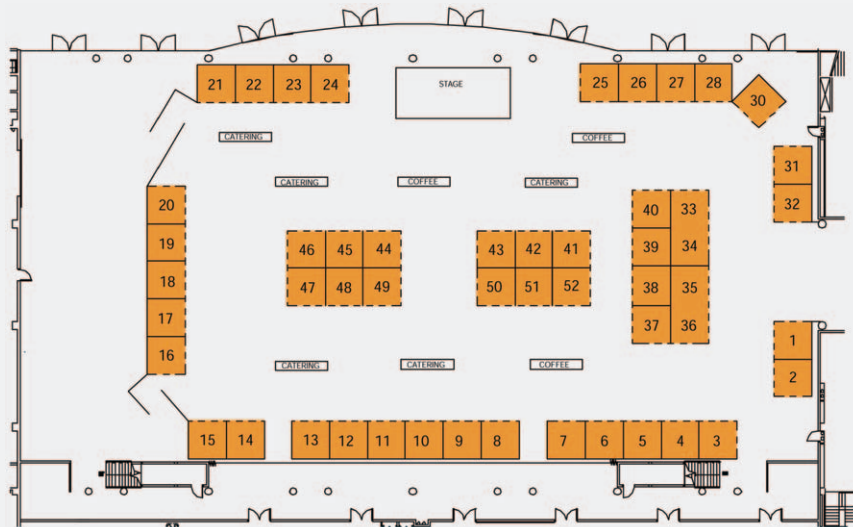 21 22 23 24
STAGE
25 26 27 28
30
CATERING
COFFEE
31
32
CATERING
COFFEE
CATERING
20
19
18
17
16
40 33
39 34
38 35
37 36
46 45 44
47 48 49
43 42 41
50 51 52
1
2
CATERING
CATERING
COFFEE
15 14
13 12 11 10 9 8
7 6 5 4 3